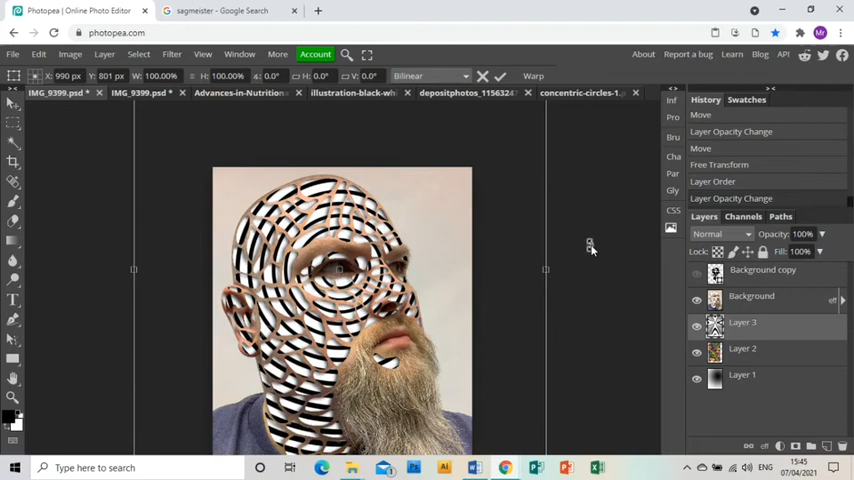 Photopea | Online Photo Editor
sagmeister - Google Search
photopea.com
File Edit Image Layer Select Filter View Window More Account About Report a bug Learn Blog API
X: 990 px Y: 801 px W: 100.00% H: 100.00% 0.0° H: 0.0° V: 0.0° Bilinear Warp
IMG_9399.psd * IMG_9399.psd * Advances-in-Nutrition illustration-black-whi depositphotos_1156324 concentric-circles-1.p
Inf
Pro
Bru
Cha
Par
Gly
CSS
History Swatches
Move
Layer Opacity Change
Move
Free Transform
Layer Order
Layer Opacity Change
Layers Channels Paths
Normal Opacity: 100%
Lock: Fill: 100%
Background copy
Background eff
Layer 3
Layer 2
Layer 1
eff
Type here to search
ENG
15:45
07/04/2021